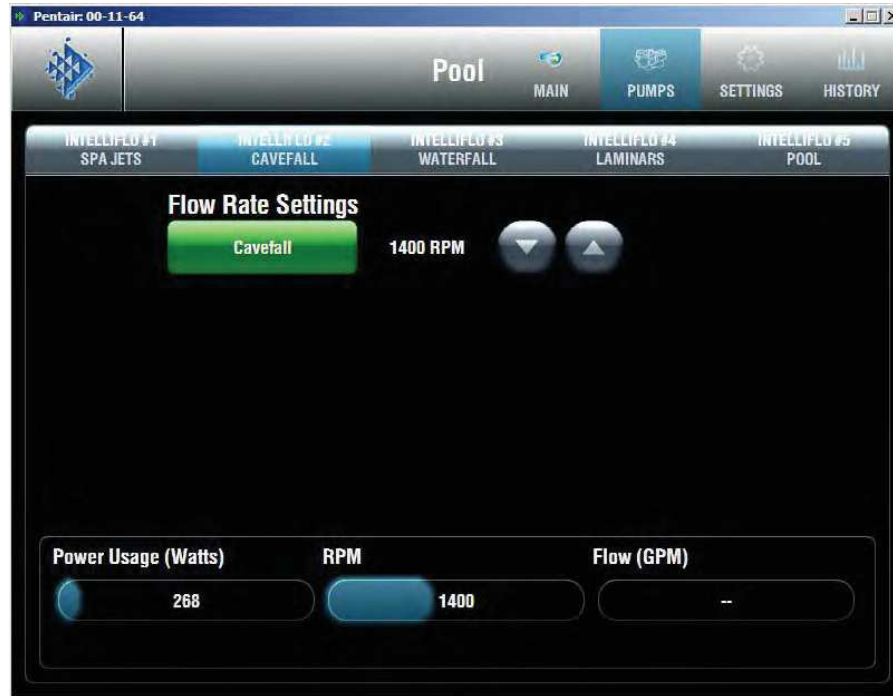 Pentair: 00-11-64
Pool
MAIN
PUMPS
SETTINGS
HISTORY
INTELLIFLO #1
SPA JETS
INTELLIFLO #2
CAVEFALL
INTELLIFLO #3
WATERFALL
INTELLIFLO #4
LAMINARS
INTELLIFLO #5
POOL
Flow Rate Settings
Cavefall
1400 RPM
Power Usage (Watts)
RPM
Flow (GPM)
268
1400
--